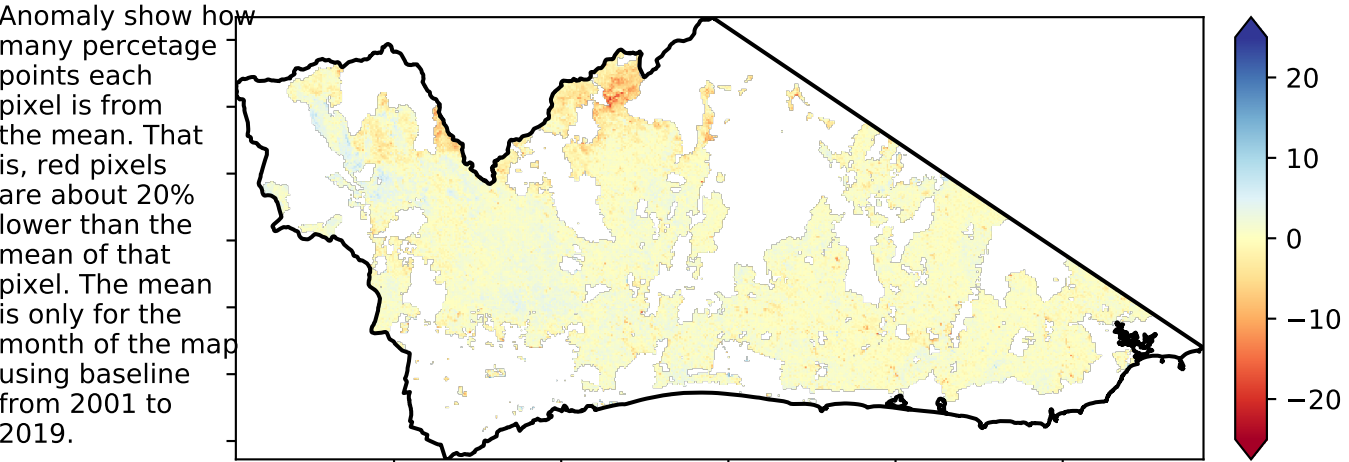 Anomaly show how
many percetage
points each
pixel is from
the mean. That
is, red pixels
are about 20%
lower than the
mean of that
pixel. The mean
is only for the
month of the map
using baseline
from 2001 to
2019.
20
10
0
−10
−20